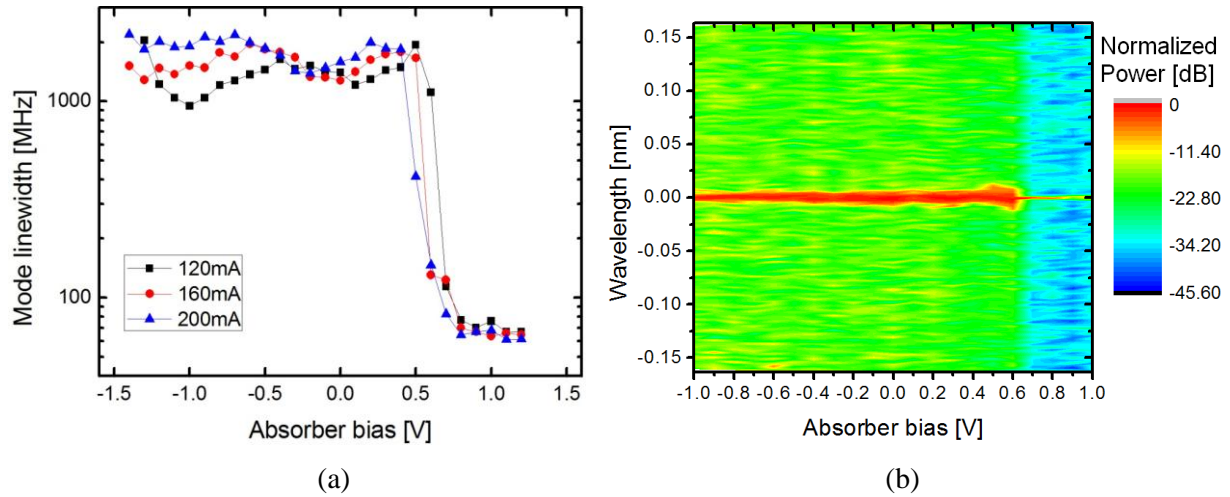 Mode linewidth [MHz]
1000
100
120mA
160mA
200mA
-1.5 -1.0 -0.5 0.0 0.5 1.0 1.5
Absorber bias [V]
(a)
Wavelength [nm]
0.15
0.10
0.05
0.00
-0.05
-0.10
-0.15
-1.0 -0.8 -0.6 -0.4 -0.2 0.0 0.2 0.4 0.6 0.8 1.0
Absorber bias [V]
Normalized
Power [dB]
0
-11.40
-22.80
-34.20
-45.60
(b)